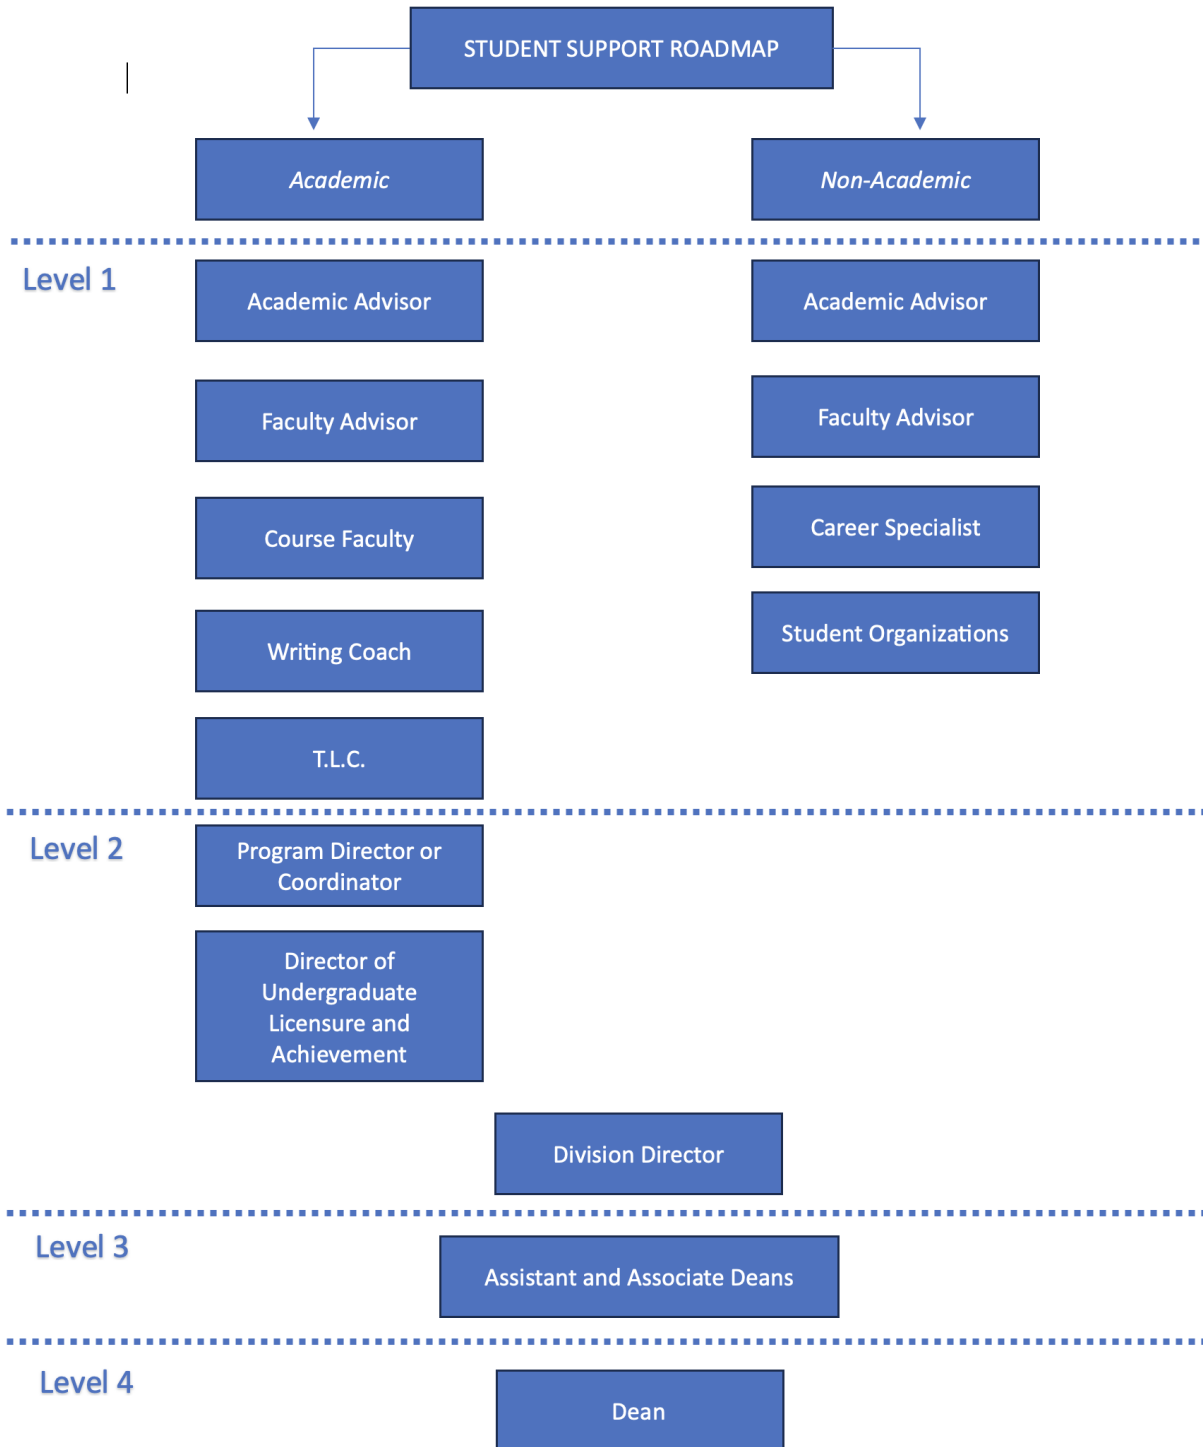 STUDENT SUPPORT ROADMAP
Academic
Non-Academic
Level 1
Academic Advisor
Academic Advisor
Faculty Advisor
Faculty Advisor
Course Faculty
Career Specialist
Writing Coach
Student Organizations
T.L.C.
Level 2
Program Director or
Coordinator
Director of
Undergraduate
Licensure and
Achievement
Division Director
Level 3
Assistant and Associate Deans
Level 4
Dean